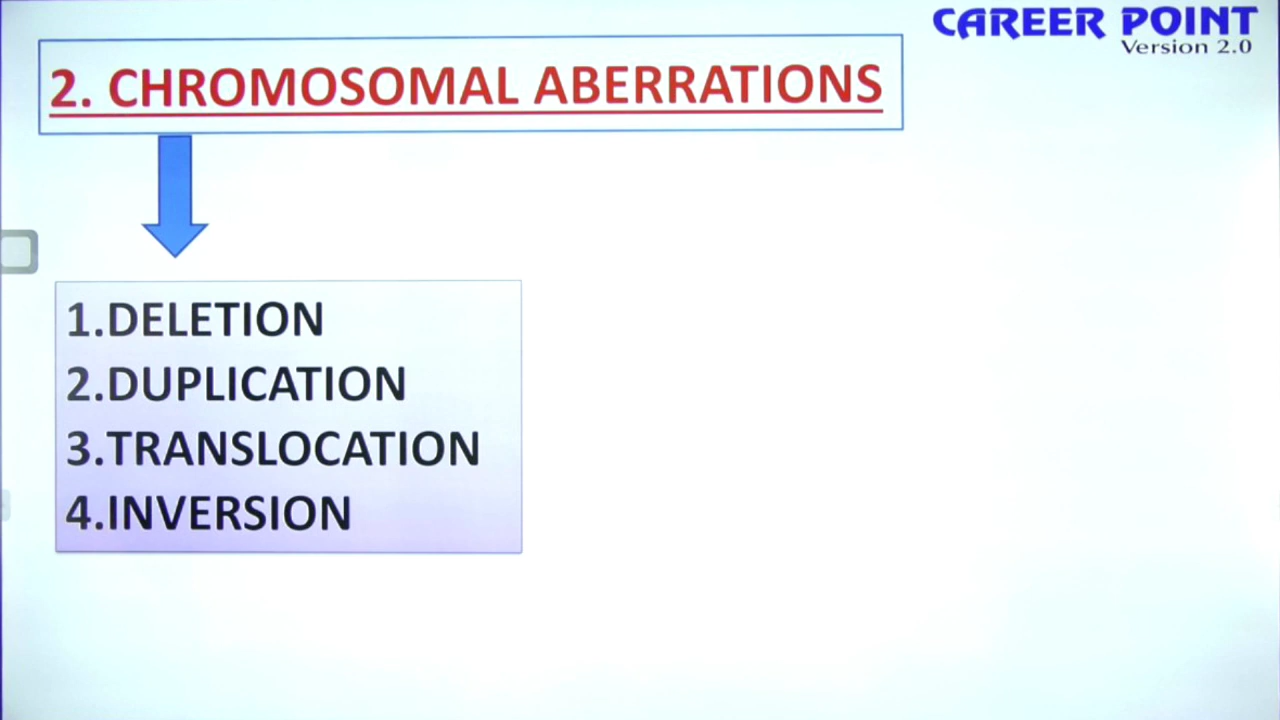 CAREER POINT
Version 2.0
2. CHROMOSOMAL ABERRATIONS
1.DELETION
2.DUPLICATION
3.TRANSLOCATION
4.INVERSION